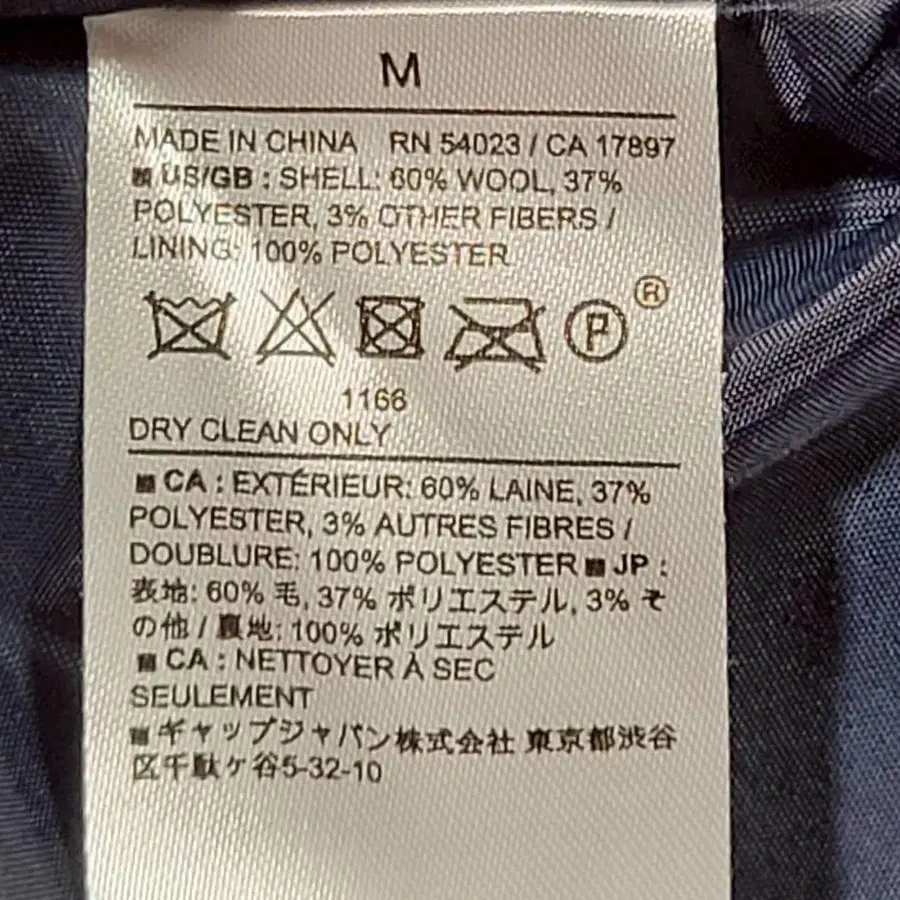 M
MADE IN CHINA RN 54023 / CA 17897
■ US/GB : SHELL: 60% WOOL, 37%
POLYESTER, 3% OTHER FIBERS /
LINING: 100% POLYESTER
P ®
1166
DRY CLEAN ONLY
■ CA : EXTÉRIEUR: 60% LAINE, 37%
POLYESTER, 3% AUTRES FIBRES /
DOUBLURE: 100% POLYESTER ■ JP :
表地: 60% 毛, 37% ポリエステル, 3% そ
の他 / 裏地: 100% ポリエステル
■ CA : NETTOYER À SEC
SEULEMENT
■ ギャップジャパン株式会社 東京都渋谷
区千駄ケ谷5-32-10